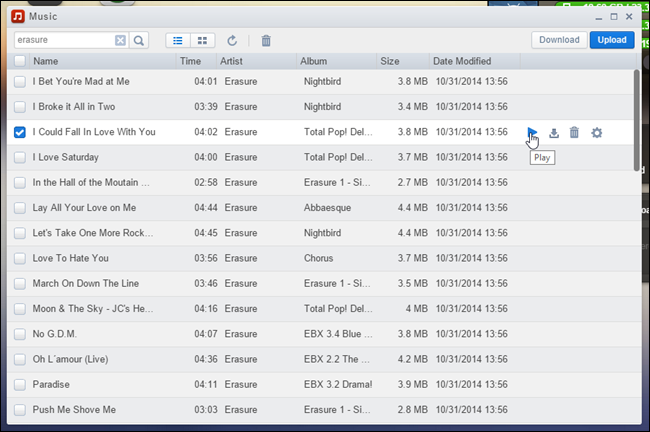 Music
erasure
Download Upload
Name Time Artist Album Size Date Modified
I Bet You're Mad at Me 04:01 Erasure Nightbird 3.8 MB 10/31/2014 13:56
I Broke it All in Two 03:39 Erasure Nightbird 3.4 MB 10/31/2014 13:56
I Could Fall In Love With You 04:02 Erasure Total Pop! Del... 3.8 MB 10/31/2014 13:56
Play
I Love Saturday 04:00 Erasure Total Pop! Del... 3.7 MB 10/31/2014 13:56
In the Hall of the Moutain ... 02:58 Erasure Erasure 1 - Si... 2.7 MB 10/31/2014 13:56
Lay All Your Love on Me 04:44 Erasure Abbaesque 4.4 MB 10/31/2014 13:56
Let's Take One More Rock... 04:45 Erasure Nightbird 4.4 MB 10/31/2014 13:56
Love To Hate You 03:56 Erasure Chorus 3.7 MB 10/31/2014 13:56
March On Down The Line 03:46 Erasure Erasure 1 - Si... 3.5 MB 10/31/2014 13:56
Moon & The Sky - JC's He... 04:16 Erasure Total Pop! Del... 4 MB 10/31/2014 13:56
No G.D.M. 04:07 Erasure EBX 3.4 Blue ... 3.8 MB 10/31/2014 13:56
Oh L´amour (Live) 04:36 Erasure EBX 2.2 The ... 4.2 MB 10/31/2014 13:56
Paradise 04:11 Erasure EBX 3.2 Drama! 3.9 MB 10/31/2014 13:56
Push Me Shove Me 03:03 Erasure Erasure 1 - Si... 2.8 MB 10/31/2014 13:56